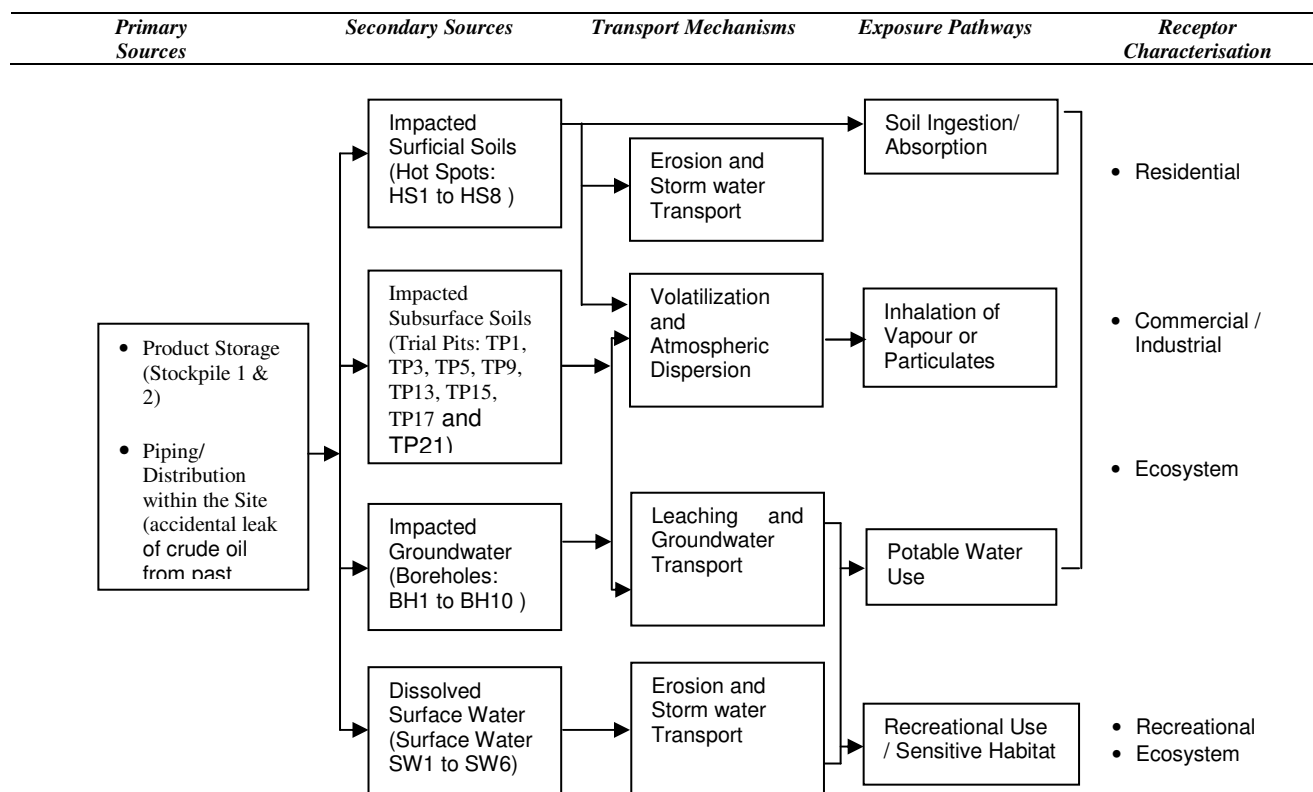 Primary Sources
Secondary Sources
Transport Mechanisms
Exposure Pathways
Receptor Characterisation
• Product Storage
(Stockpile 1 &
2)
• Piping/
Distribution
within the Site
(accidental leak
of crude oil
from past
Impacted
Surficial Soils
(Hot Spots:
HS1 to HS8 )
Impacted
Subsurface Soils
(Trial Pits: TP1,
TP3, TP5, TP9,
TP13, TP15,
TP17 and
TP21)
Impacted
Groundwater
(Boreholes:
BH1 to BH10 )
Dissolved
Surface Water
(Surface Water
SW1 to SW6)
Erosion and
Storm water
Transport
Volatilization
and
Atmospheric
Dispersion
Leaching and
Groundwater
Transport
Erosion and
Storm water
Transport
Soil Ingestion/
Absorption
Inhalation of
Vapour or
Particulates
Potable Water
Use
Recreational Use
/ Sensitive Habitat
• Residential
• Commercial /
Industrial
• Ecosystem
• Recreational
• Ecosystem